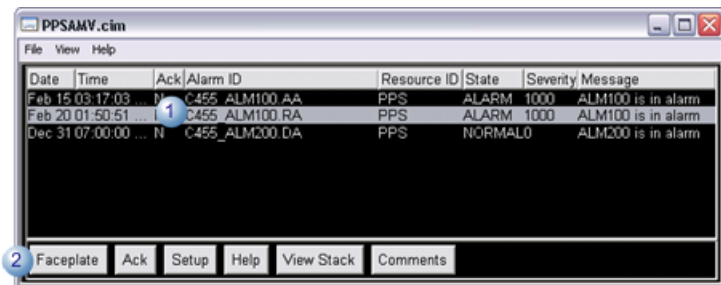 PPSAMV.cim
File View Help
Date Time Ack Alarm ID Resource ID State Severity Message
Feb 15 03:17:03 ... N C455_ALM100.AA PPS ALARM 1000 ALM100 is in alarm
Feb 20 01:50:51 ... 1 C455_ALM100.RA PPS ALARM 1000 ALM100 is in alarm
Dec 31 07:00:00 ... N C455_ALM200.DA PPS NORMAL 0 ALM200 is in alarm
2 Faceplate Ack Setup Help View Stack Comments